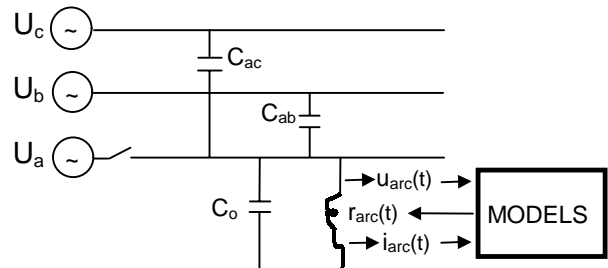 Uc ~
Cac
Ub ~
Cab
Ua ~
uarc(t)
Co
rarc(t)
MODELS
iarc(t)